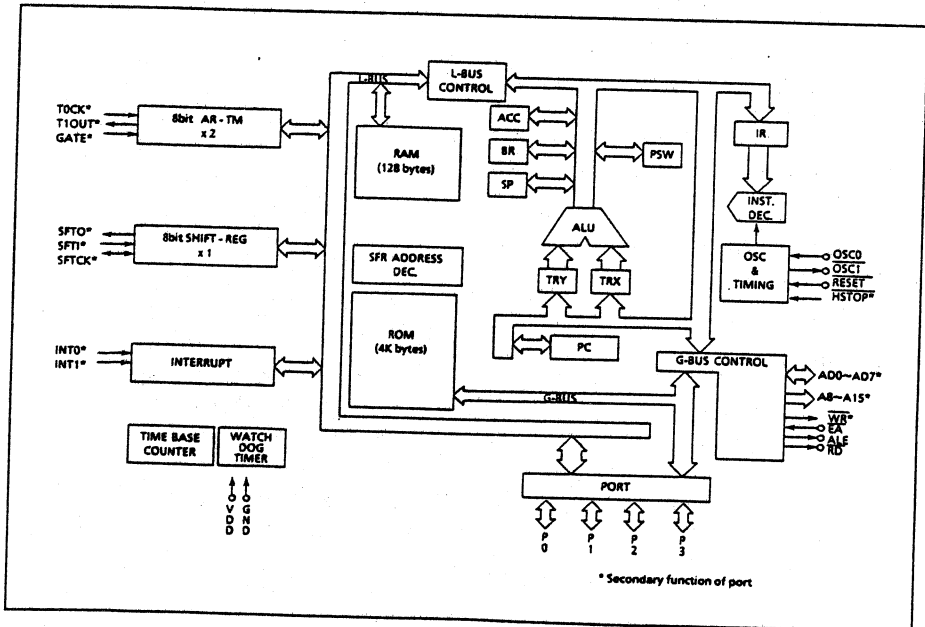 T0CK*
T1OUT*
GATE*
8bit AR - TM
x 2
SFTO*
SFTI*
SFTCK*
8bit SHIFT - REG
x 1
INT0*
INT1*
INTERRUPT
TIME BASE
COUNTER
WATCH
DOG
TIMER
VDD
GND
L-BUS
L-BUS
CONTROL
RAM
(128 bytes)
SFR ADDRESS
DEC.
ROM
(4K bytes)
ACC
BR
SP
PSW
ALU
TRY
TRX
PC
IR
INST.
DEC.
OSC
&
TIMING
OSC0
OSC1
RESET
HSTOP*
G-BUS CONTROL
G-BUS
AD0~AD7*
A8~A15*
WR*
EA
ALE
RD
PORT
P0
P1
P2
P3
* Secondary function of port